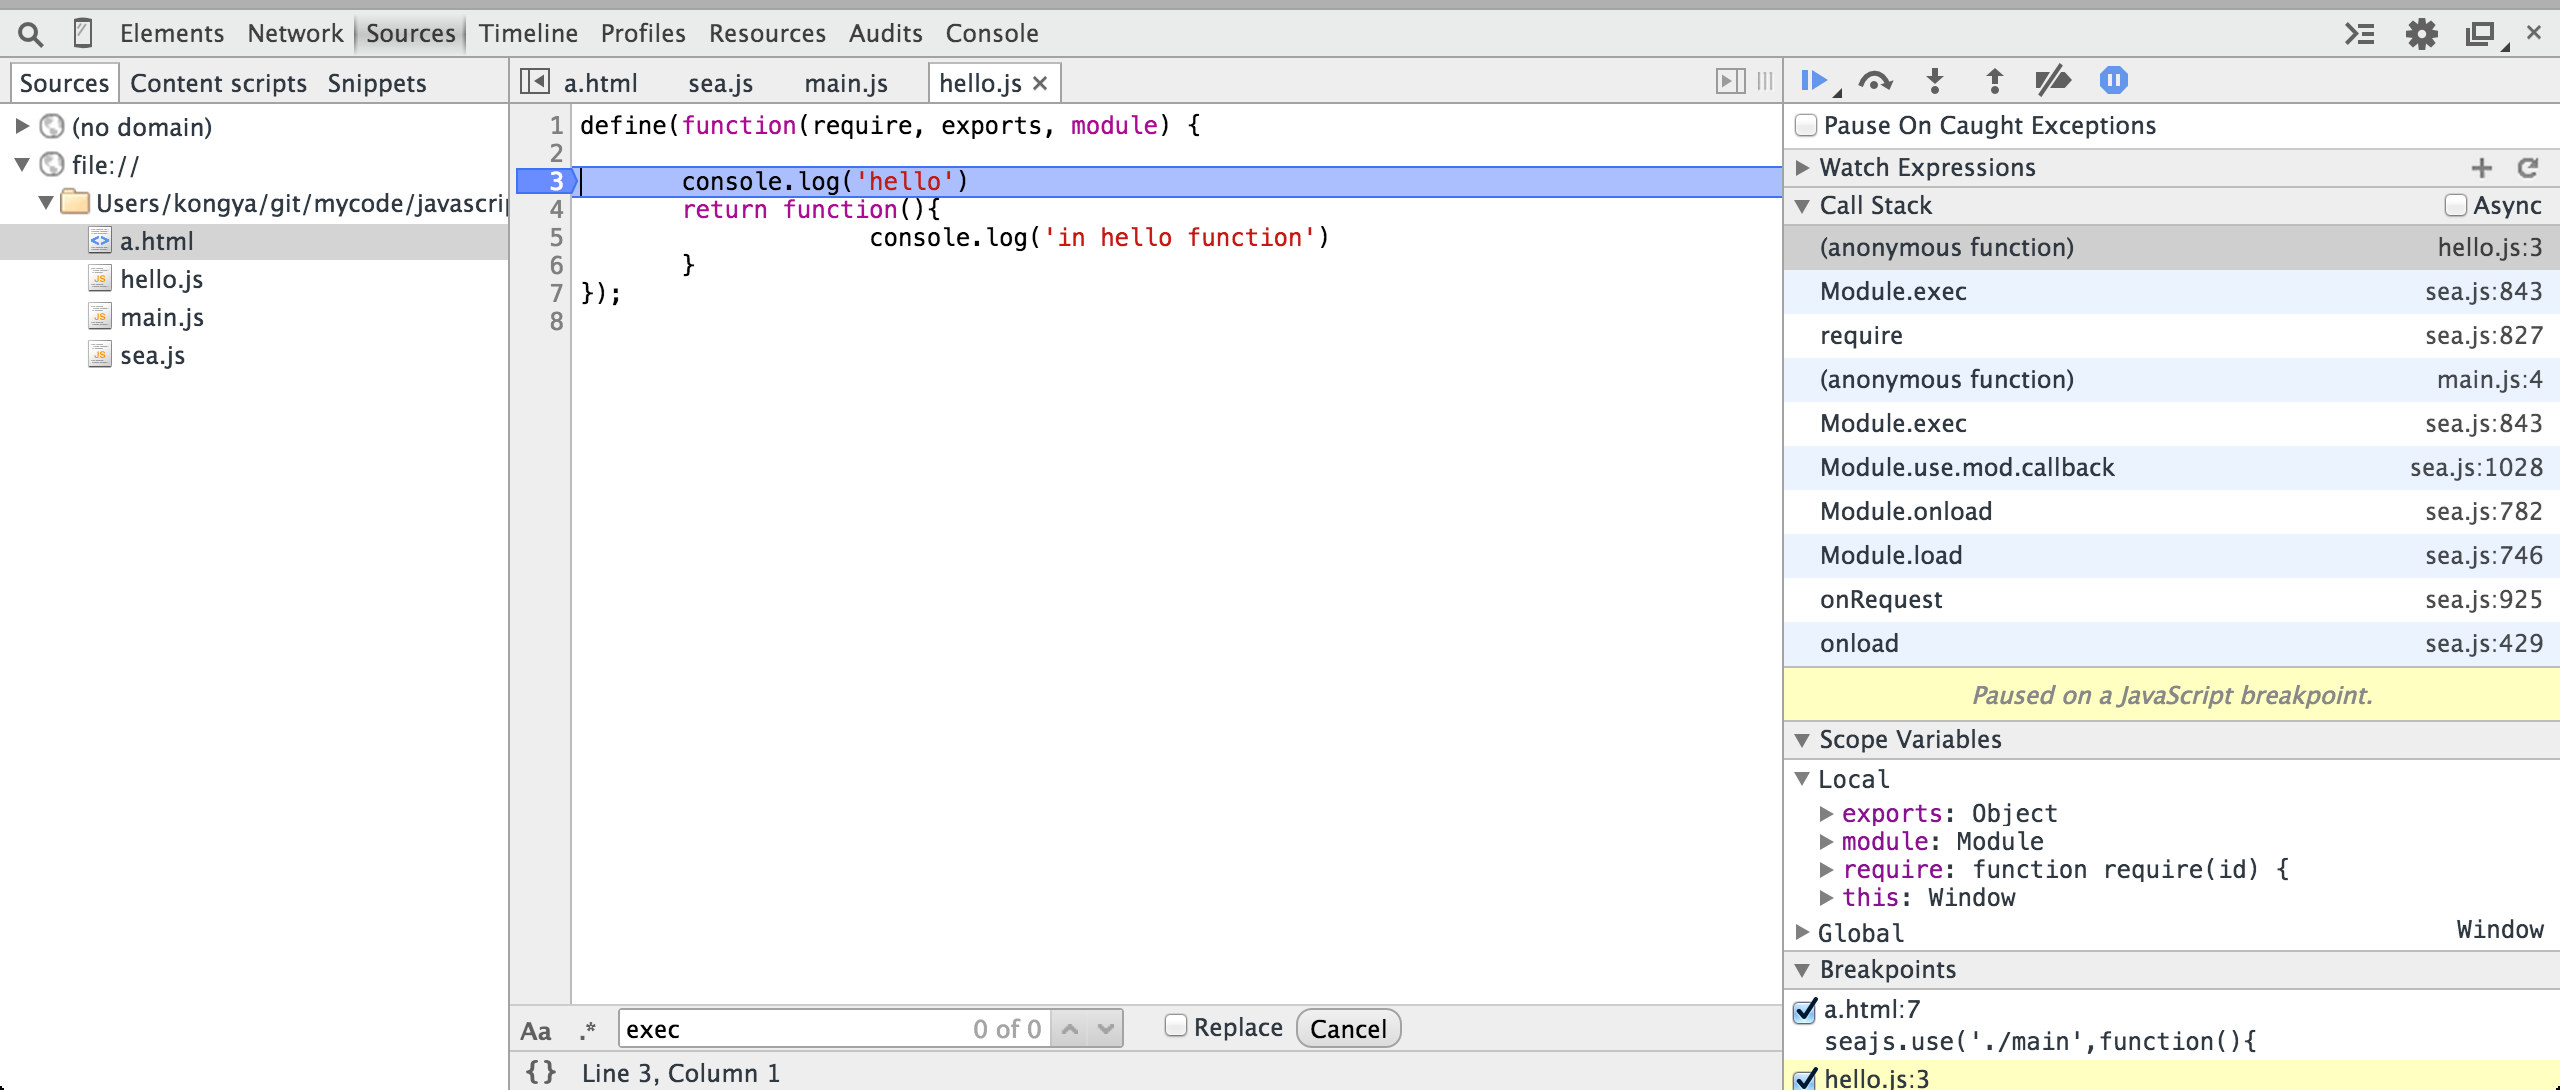 Elements Network Sources Timeline Profiles Resources Audits Console
Sources Content scripts Snippets
(no domain)
file://
Users/kongya/git/mycode/javascri
a.html
hello.js
main.js
sea.js
a.html sea.js main.js hello.js ×
1 define(function(require, exports, module) {
2
3 console.log('hello')
4 return function(){
5 console.log('in hello function')
6 }
7 });
8
Aa .* exec 0 of 0 Replace Cancel
{} Line 3, Column 1
Pause On Caught Exceptions
Watch Expressions
Call Stack Async
(anonymous function) hello.js:3
Module.exec sea.js:843
require sea.js:827
(anonymous function) main.js:4
Module.exec sea.js:843
Module.use.mod.callback sea.js:1028
Module.onload sea.js:782
Module.load sea.js:746
onRequest sea.js:925
onload sea.js:429
Paused on a JavaScript breakpoint.
Scope Variables
Local
exports: Object
module: Module
require: function require(id) {
this: Window
Global Window
Breakpoints
a.html:7
seajs.use('./main',function(){
hello.js:3